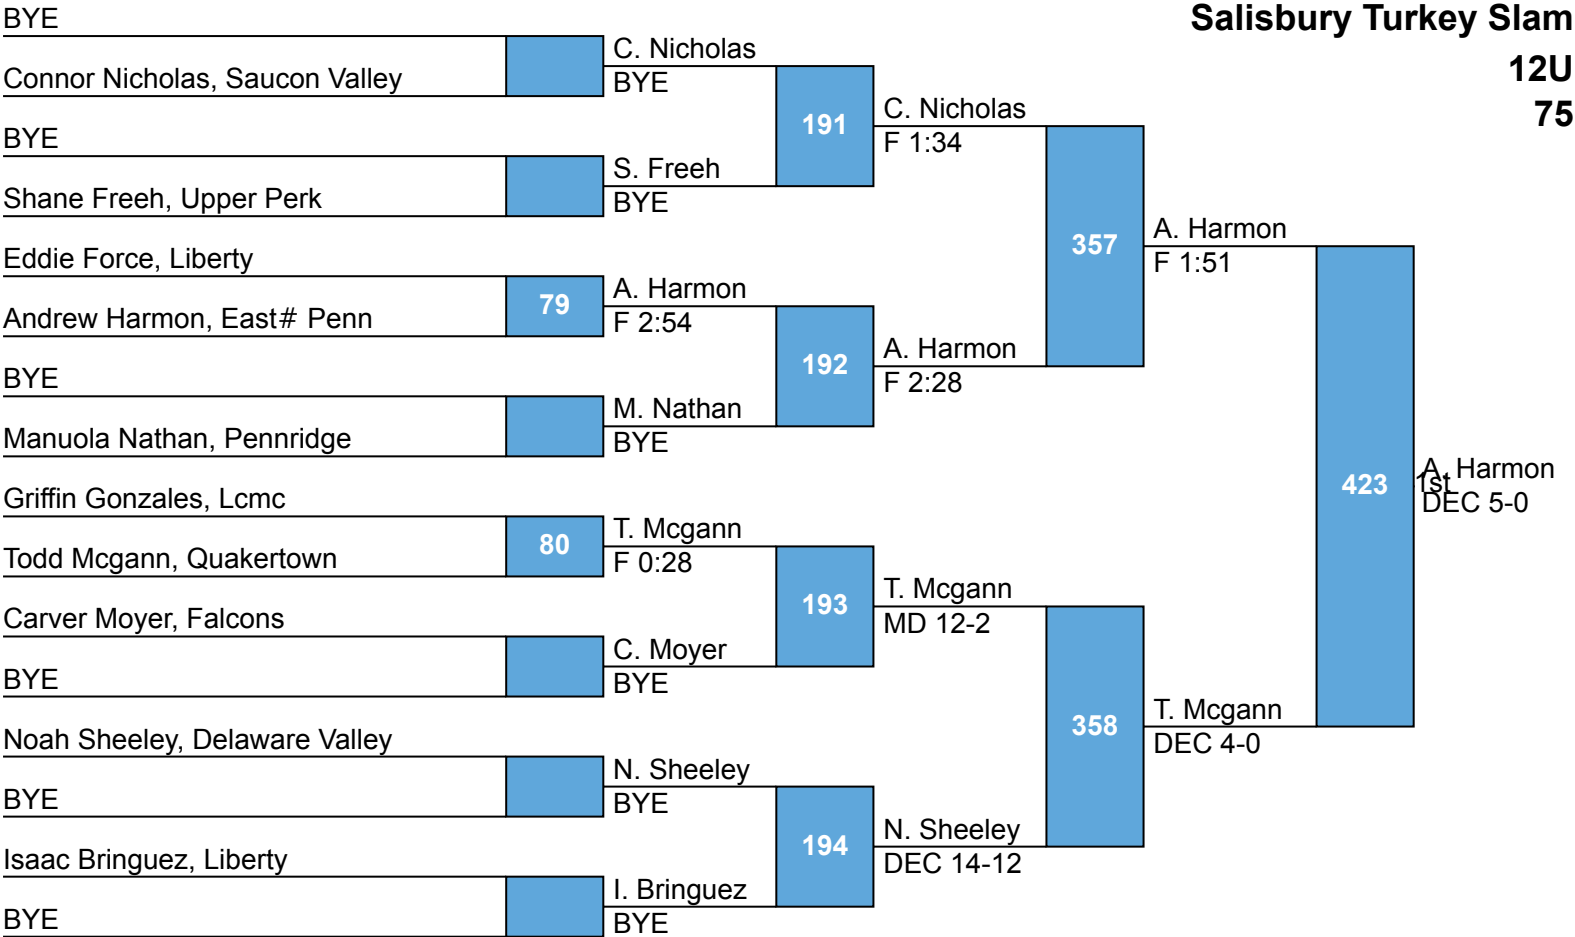 Salisbury Turkey Slam
12U
75
BYE
Connor Nicholas, Saucon Valley
BYE
Shane Freeh, Upper Perk
Eddie Force, Liberty
79
Andrew Harmon, East# Penn
BYE
Manuola Nathan, Pennridge
Griffin Gonzales, Lcmc
80
Todd Mcgann, Quakertown
Carver Moyer, Falcons
BYE
Noah Sheeley, Delaware Valley
BYE
Isaac Bringuez, Liberty
BYE
C. Nicholas
BYE
191
S. Freeh
BYE
A. Harmon
F 2:54
192
M. Nathan
BYE
T. Mcgann
F 0:28
193
C. Moyer
BYE
N. Sheeley
BYE
194
I. Bringuez
BYE
C. Nicholas
F 1:34
357
A. Harmon
F 2:28
T. Mcgann
MD 12-2
358
N. Sheeley
DEC 14-12
A. Harmon
F 1:51
423
T. Mcgann
DEC 4-0
A. Harmon
1st
DEC 5-0